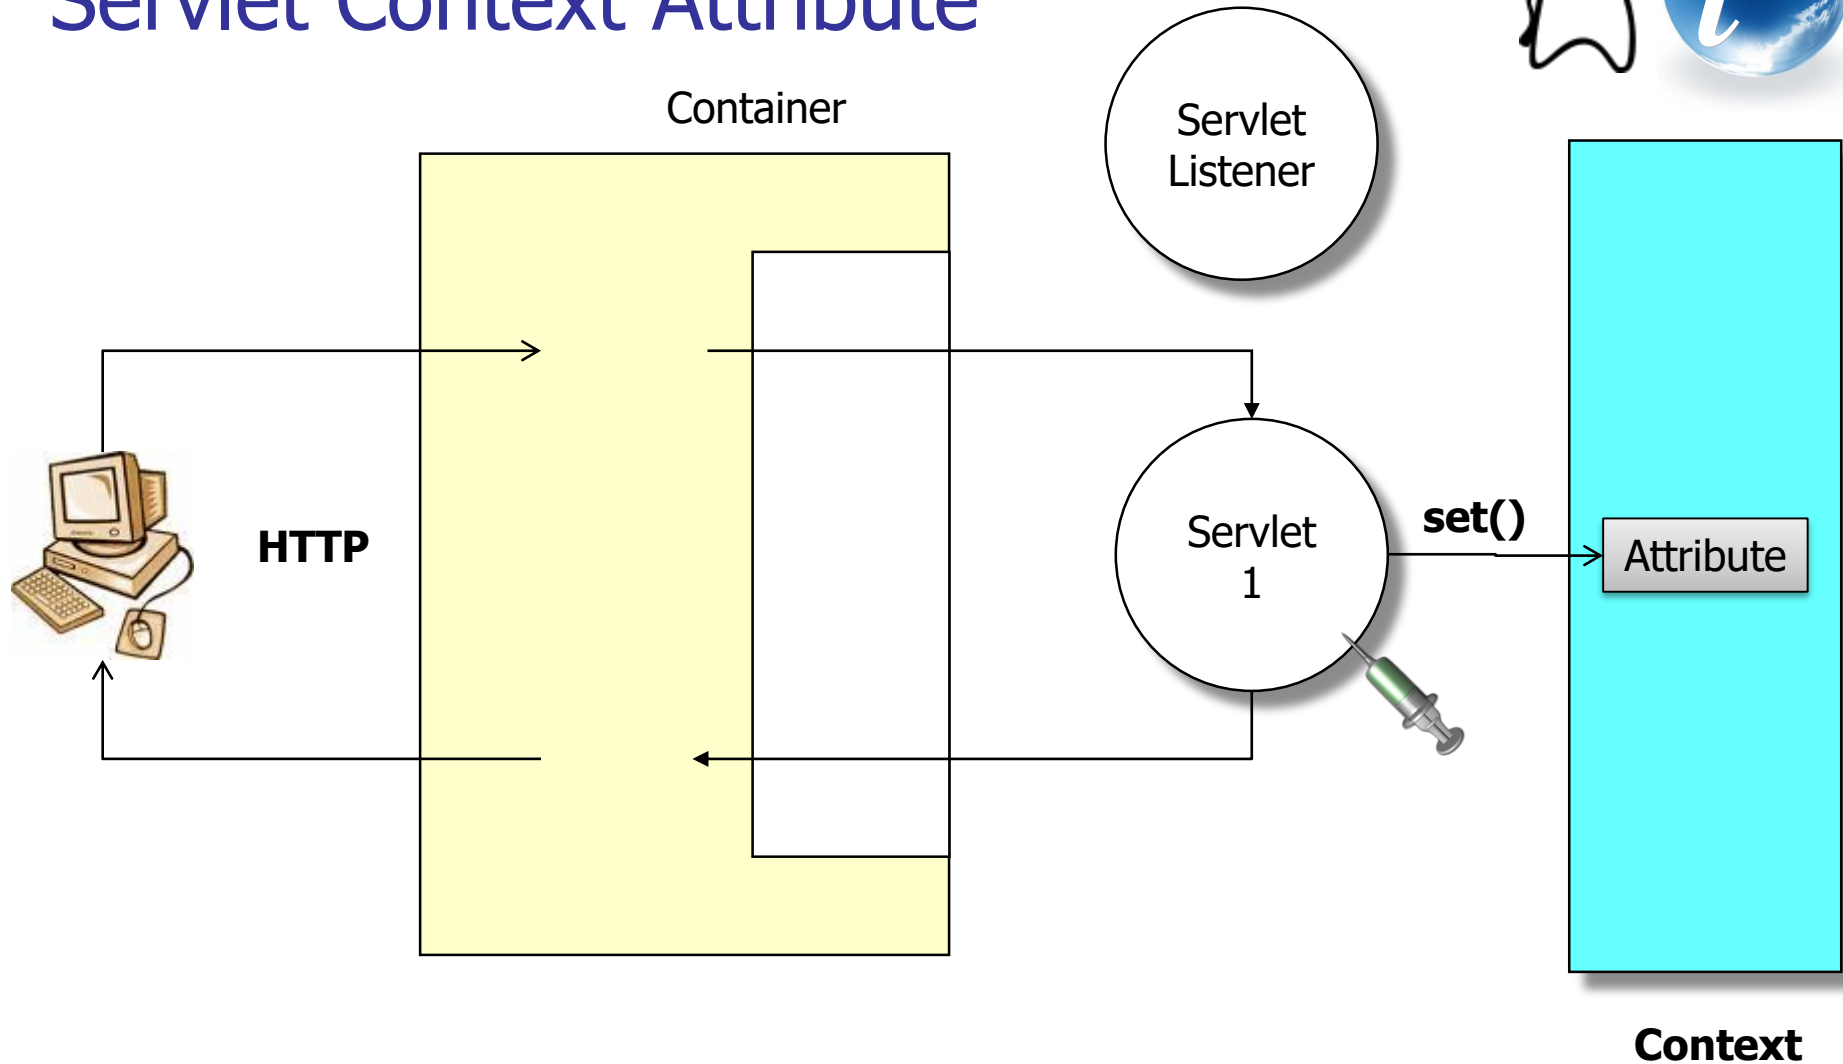 Servlet Context Attribute
Container
Servlet
Listener
HTTP
Servlet
1
set()
Attribute
Context